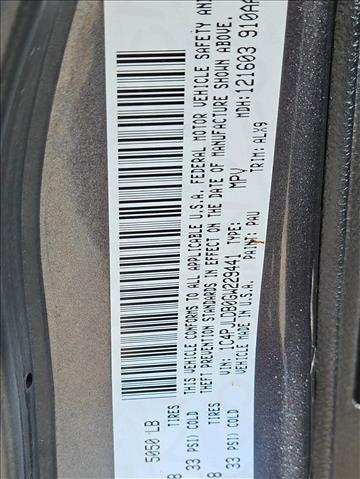 5050 LB
TIRES
8 33 PSI) COLD
TIRES
8 33 PSI) COLD
THIS VEHICLE CONFORMS TO ALL APPLICABLE U.S.A. FEDERAL MOTOR VEHICLE SAFETY AN
THEFT PREVENTION STANDARDS IN EFFECT ON THE DATE OF MANUFACTURE SHOWN ABOVE.
VIN: 1C4PJLDB0GW229441 TYPE: MPV MDH: 121603 910AA
VEHICLE MADE IN U.S.A. PAINT: PAU TRIM: ALX9